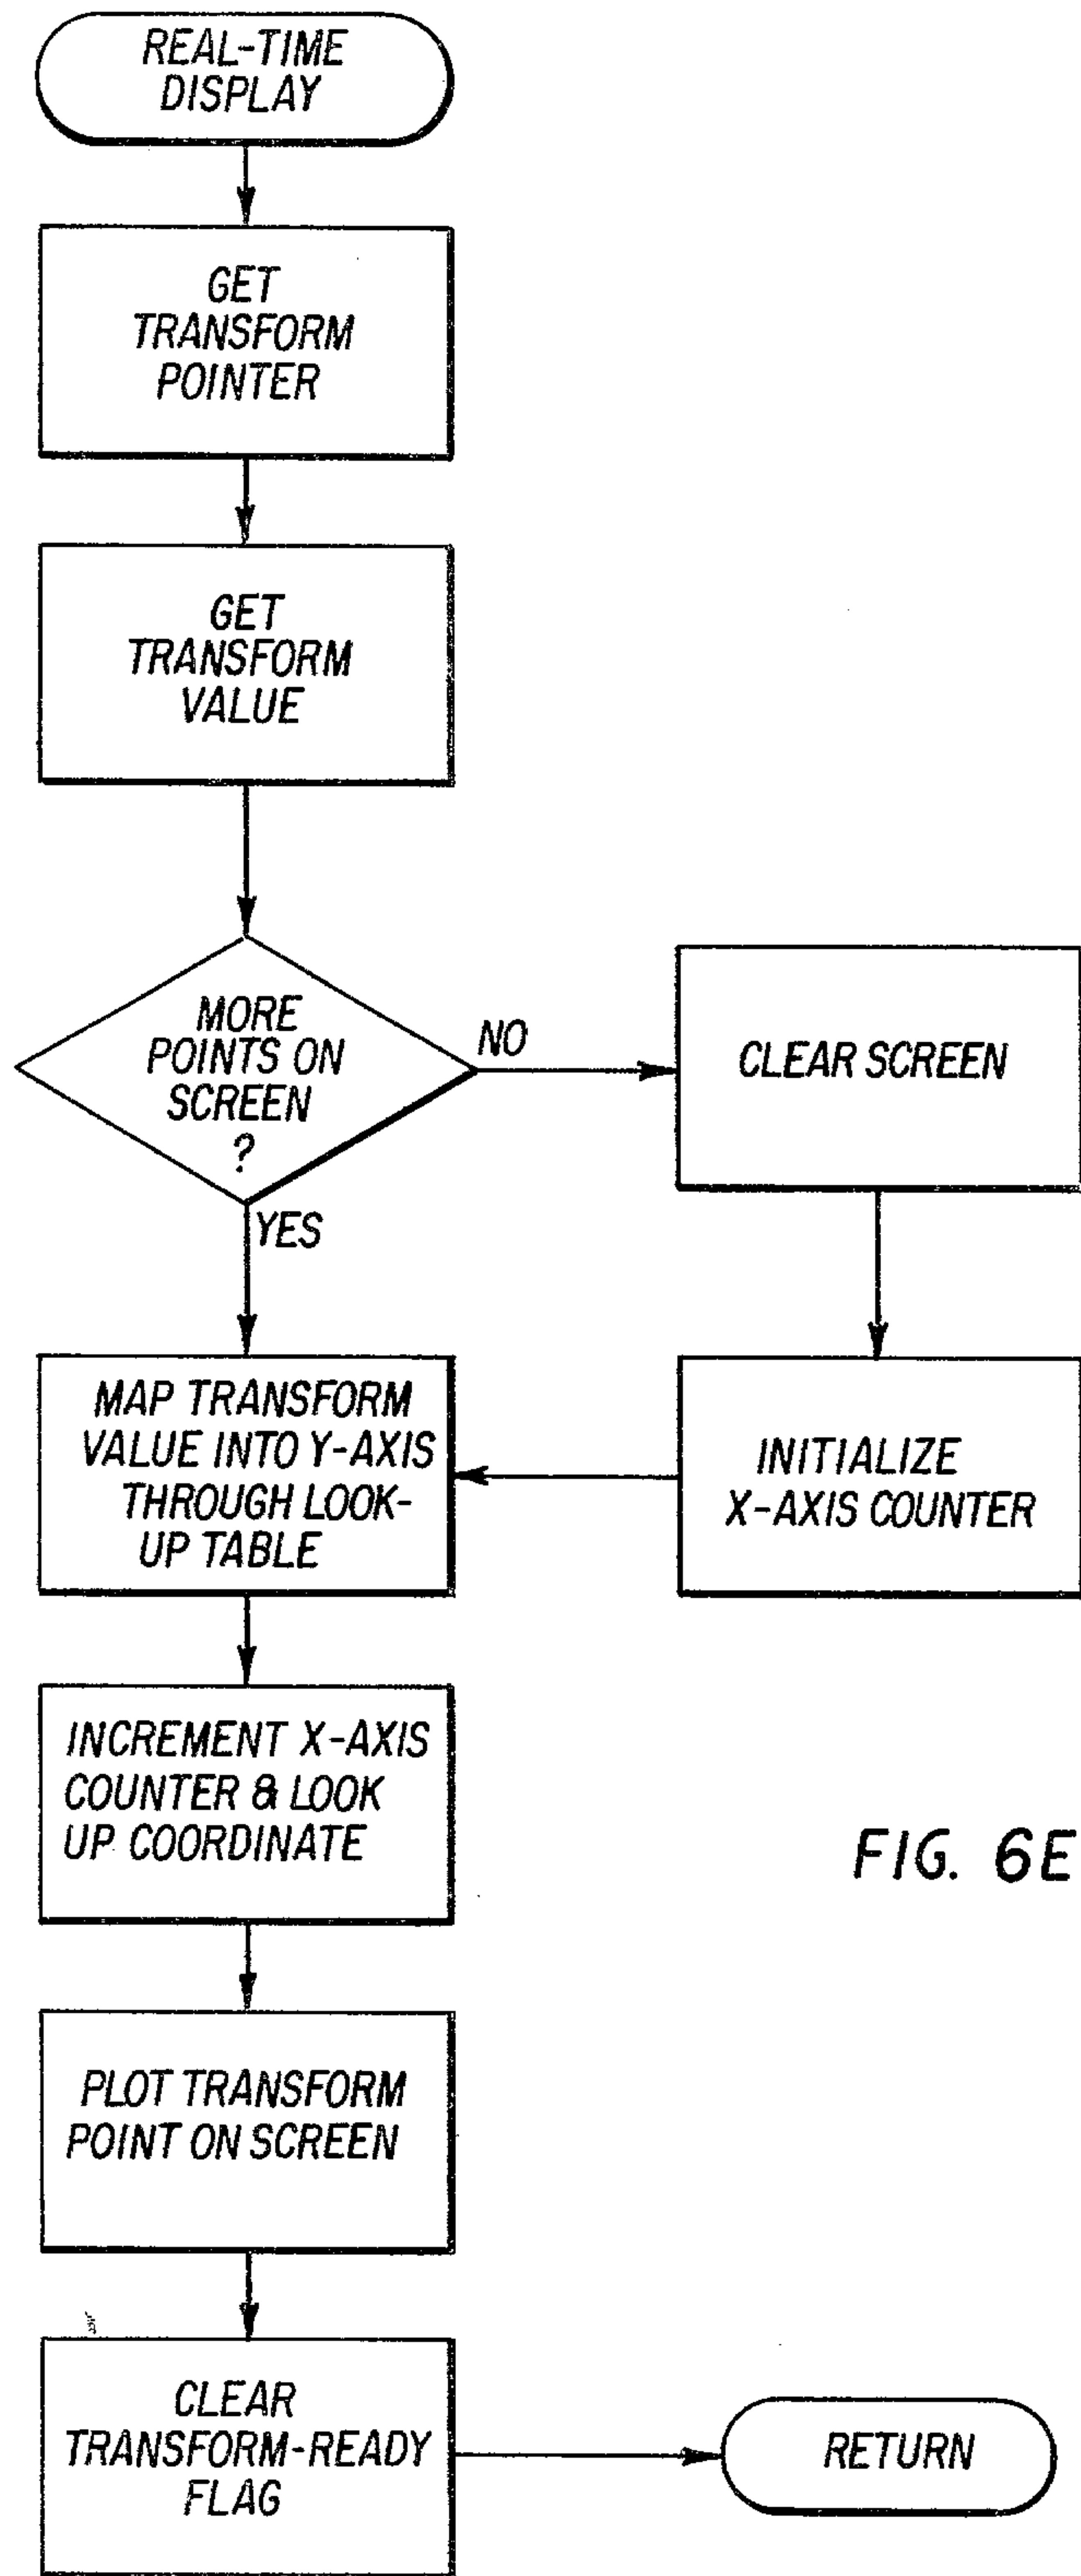 REAL-TIME
DISPLAY
GET
TRANSFORM
POINTER
GET
TRANSFORM
VALUE
MORE
POINTS ON
SCREEN
?
NO
CLEAR SCREEN
YES
MAP TRANSFORM
VALUE INTO Y-AXIS
THROUGH LOOK-
UP TABLE
INITIALIZE
X-AXIS COUNTER
INCREMENT X-AXIS
COUNTER & LOOK
UP COORDINATE
FIG. 6E
PLOT TRANSFORM
POINT ON SCREEN
CLEAR
TRANSFORM-READY
FLAG
RETURN